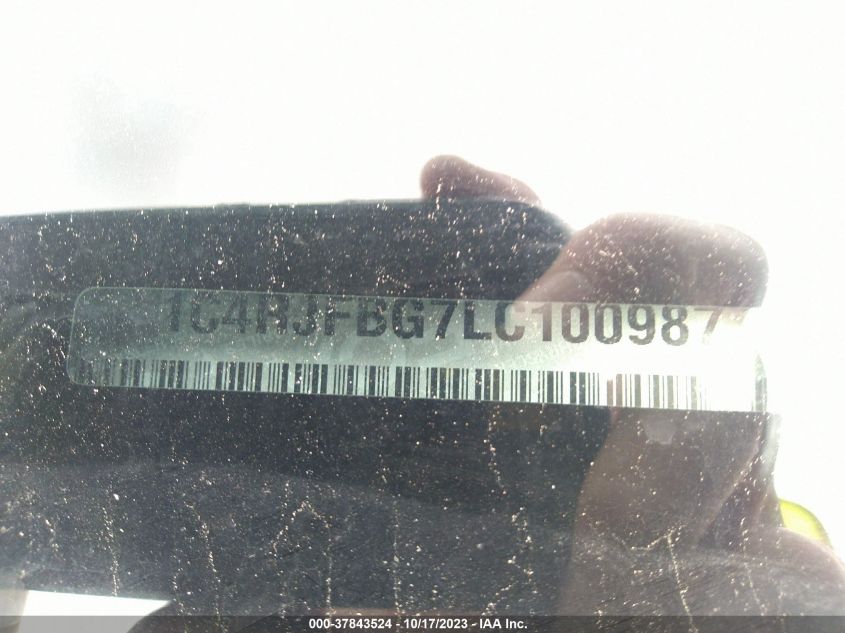 1C4RJFBG7LC100987
000-37843524 - 10/17/2023 - IAA Inc.